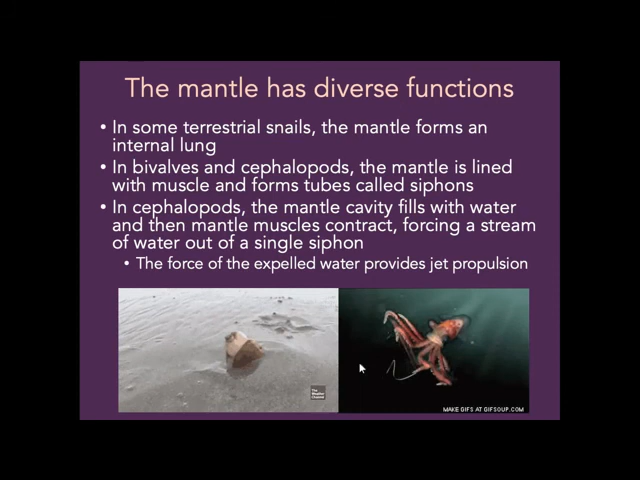 The mantle has diverse functions
• In some terrestrial snails, the mantle forms an
internal lung
• In bivalves and cephalopods, the mantle is lined
with muscle and forms tubes called siphons
• In cephalopods, the mantle cavity fills with water
and then mantle muscles contract, forcing a stream
of water out of a single siphon
• The force of the expelled water provides jet propulsion
The
Weather
Channel
MAKE GIFS AT GIFSOUP.COM